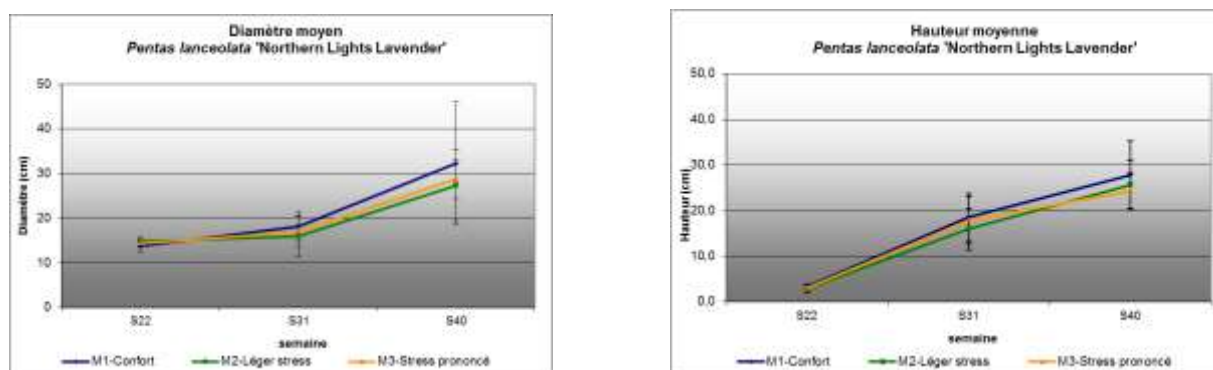 Diamètre moyen
Pentas lanceolata 'Northern Lights Lavender'
50
40
30
20
10
0
Diamètre (cm)
S22 S31 S40
semaine
M1-Confort M2-Léger stress M3-Stress prononcé
Hauteur moyenne
Pentas lanceolata 'Northern Lights Lavender'
50,0
40,0
30,0
20,0
10,0
0,0
Hauteur (cm)
S22 S31 S40
semaine
M1-Confort M2-Léger stress M3-Stress prononcé